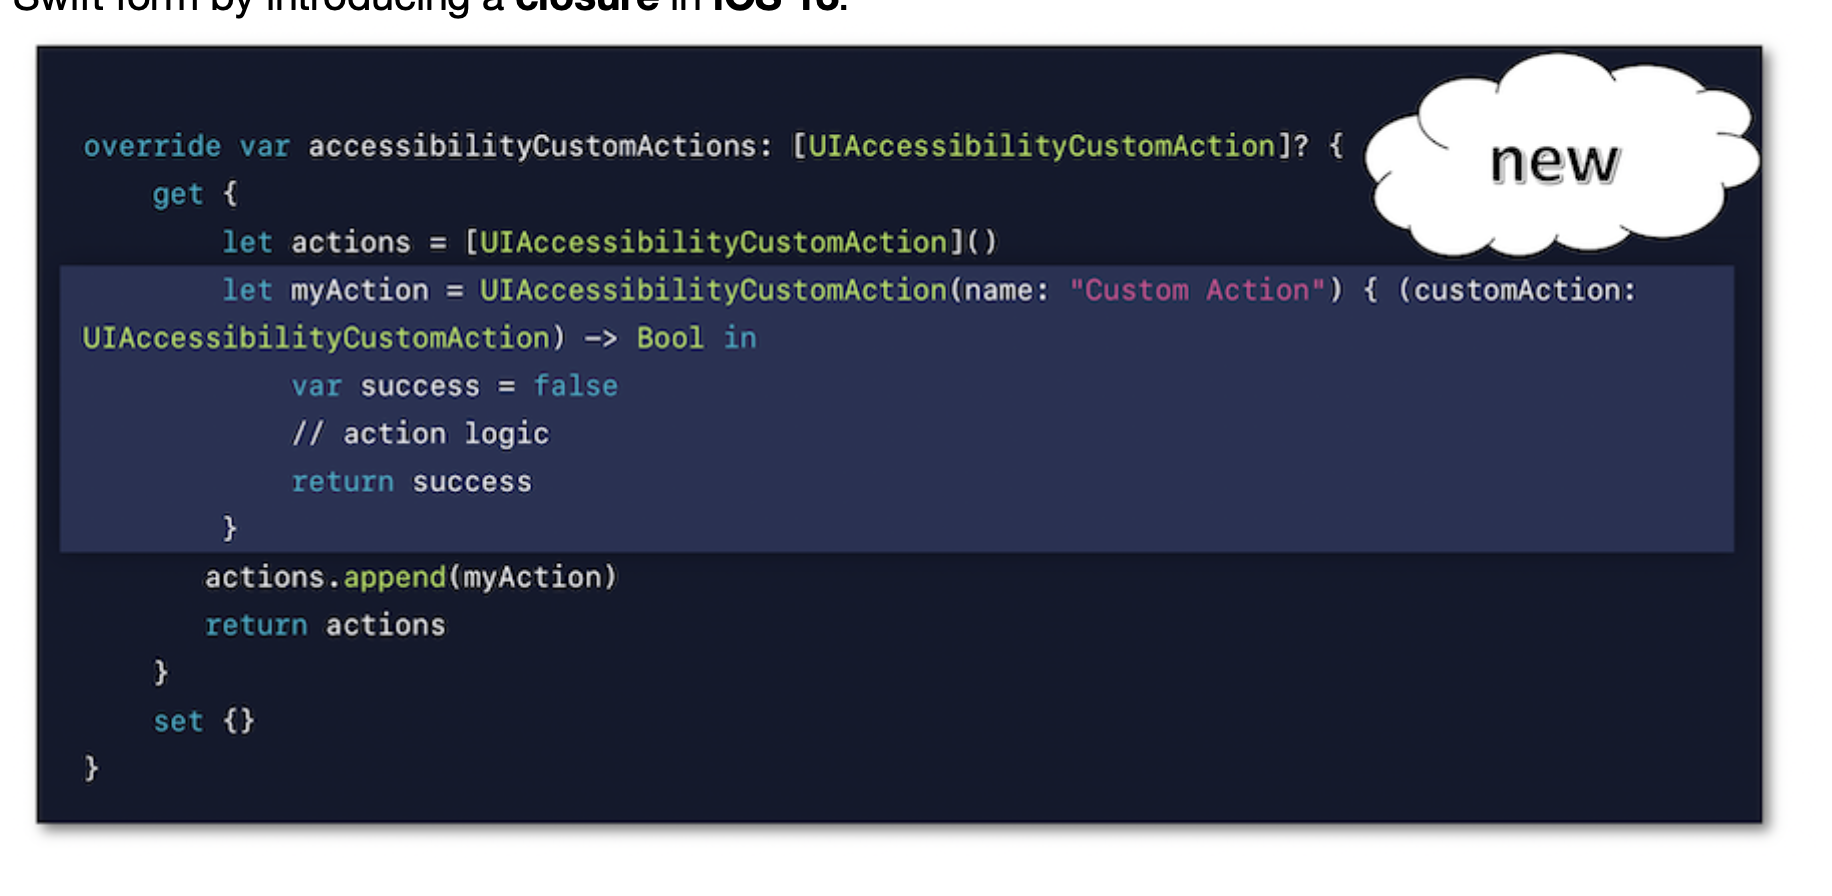 Swift form by introducing a closure in iOS 13.
override var accessibilityCustomActions: [UIAccessibilityCustomAction]? {
new
get {
let actions = [UIAccessibilityCustomAction]()
let myAction = UIAccessibilityCustomAction(name: "Custom Action") { (customAction:
UIAccessibilityCustomAction) -> Bool in
var success = false
// action logic
return success
}
actions.append(myAction)
return actions
}
set {}
}